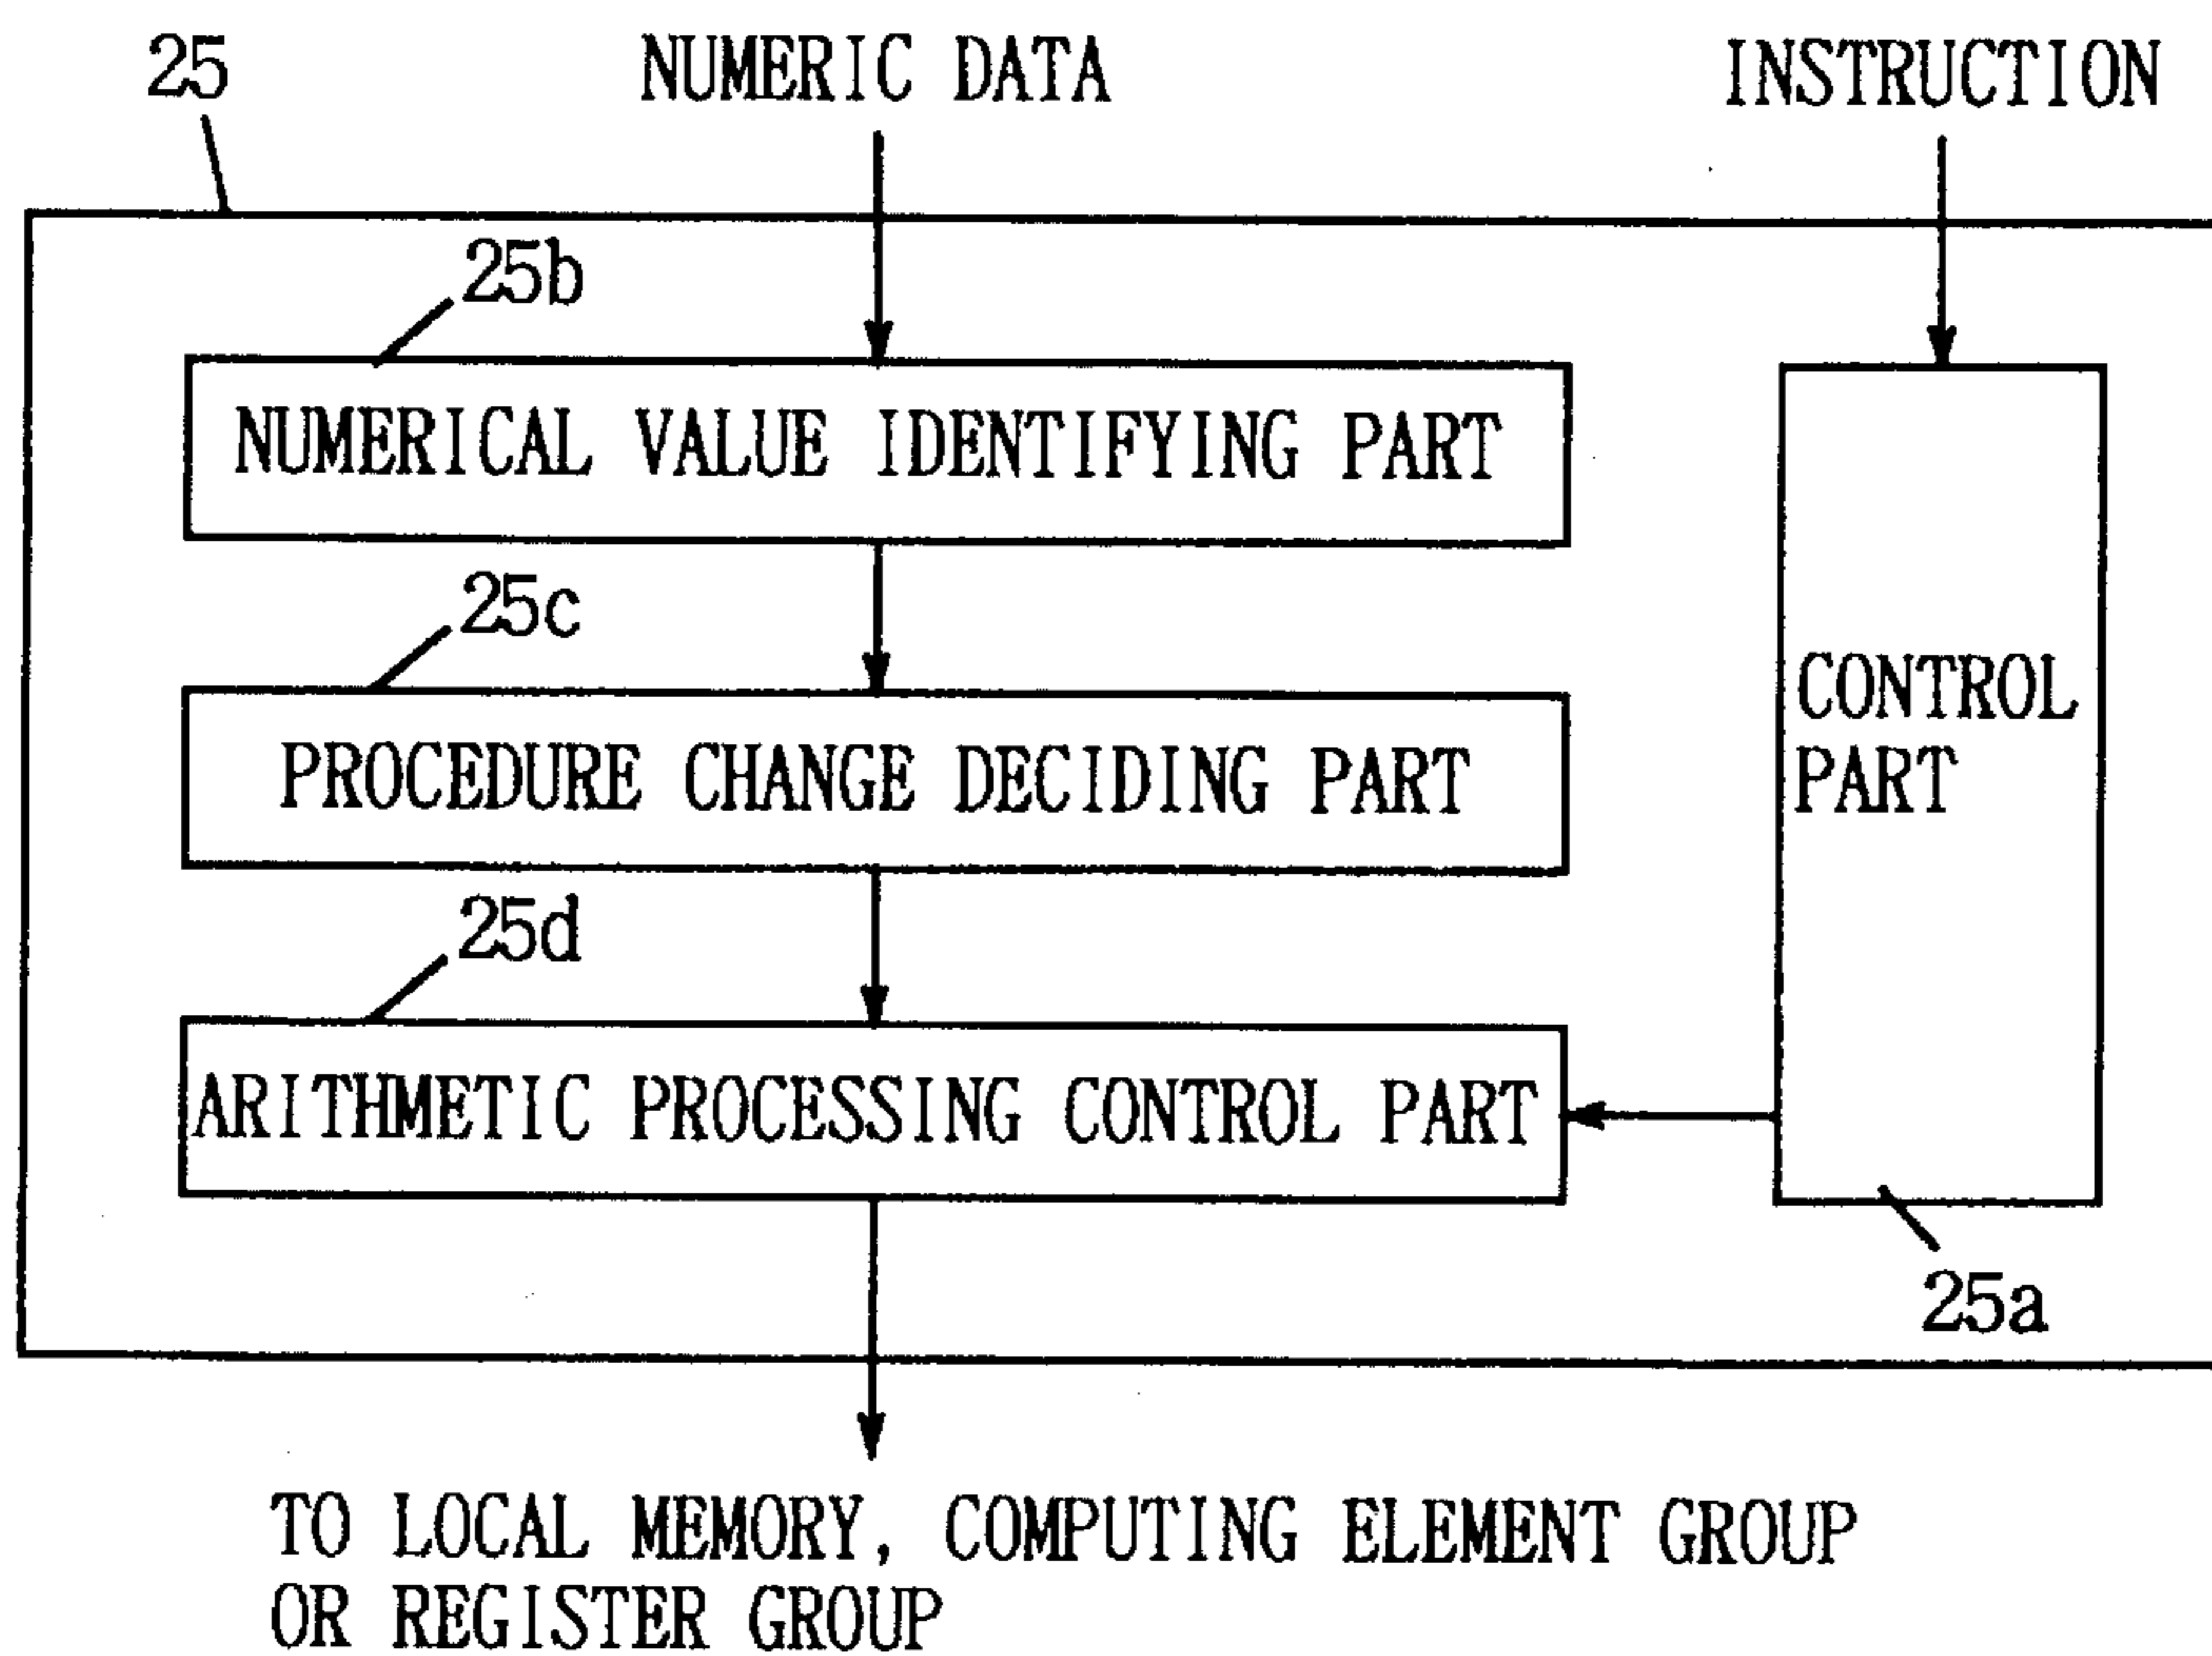 25
NUMERIC DATA
INSTRUCTION
25b
NUMERICAL VALUE IDENTIFYING PART
25c
PROCEDURE CHANGE DECIDING PART
CONTROL
PART
25d
ARITHMETIC PROCESSING CONTROL PART
25a
TO LOCAL MEMORY, COMPUTING ELEMENT GROUP
OR REGISTER GROUP